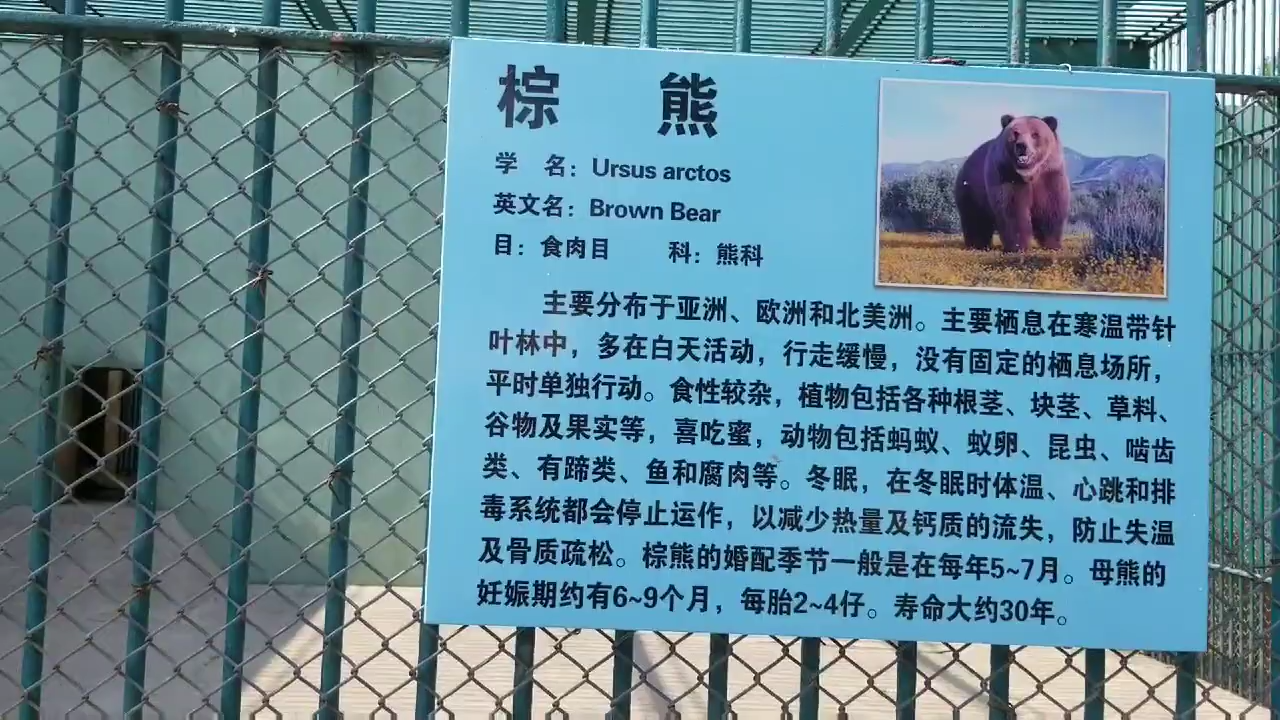 棕 熊
学 名：Ursus arctos
英文名：Brown Bear
目：食肉目 科：熊科
主要分布于亚洲、欧洲和北美洲。主要栖息在寒温带针
叶林中，多在白天活动，行走缓慢，没有固定的栖息场所，
平时单独行动。食性较杂，植物包括各种根茎、块茎、草料、
谷物及果实等，喜吃蜜，动物包括蚂蚁、蚁卵、昆虫、啮齿
类、有蹄类、鱼和腐肉等。冬眠，在冬眠时体温、心跳和排
毒系统都会停止运作，以减少热量及钙质的流失，防止失温
及骨质疏松。棕熊的婚配季节一般是在每年5~7月。母熊的
妊娠期约有6~9个月，每胎2~4仔。寿命大约30年。